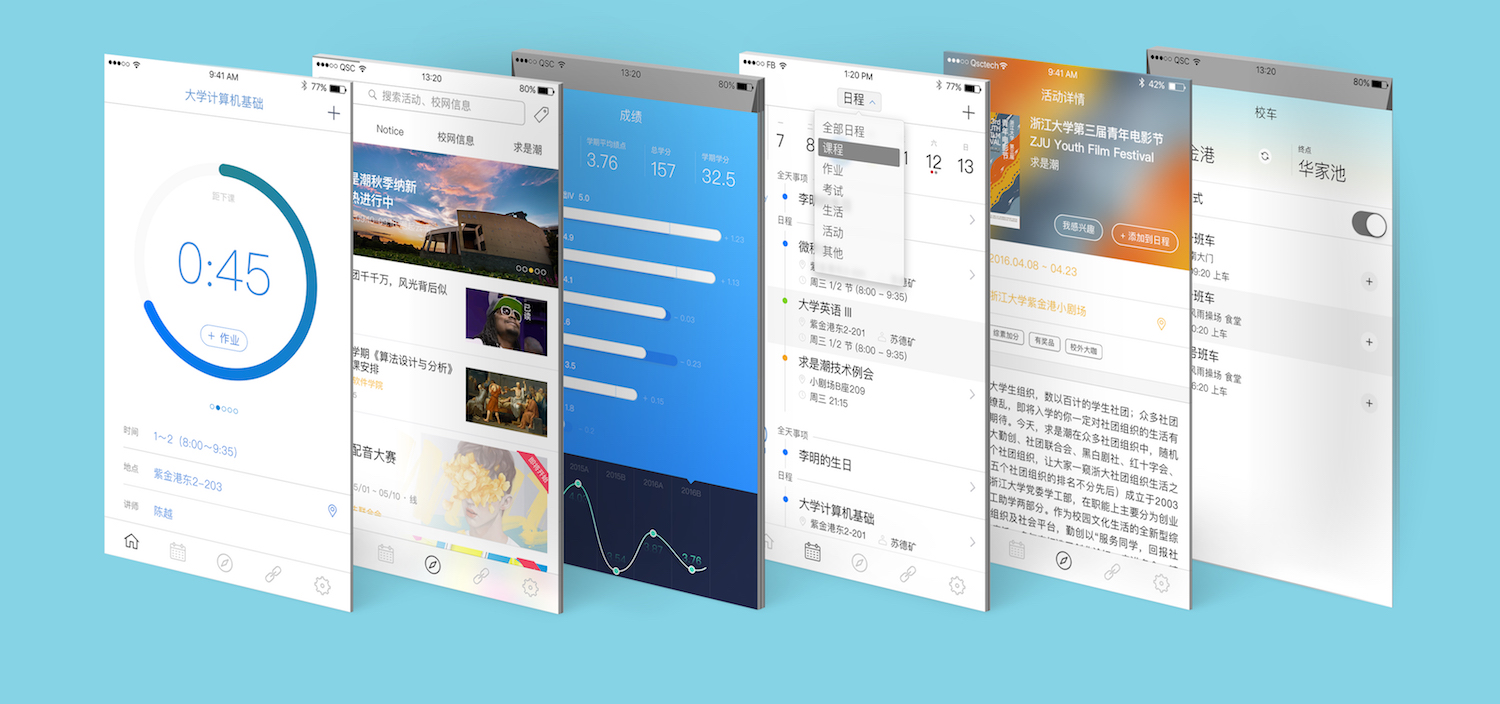 9:41 AM
77%
大学计算机基础
距下课
0:45
+ 作业
时间
1~2 (8:00~9:35)
地点
紫金港东2-203
讲师
陈越
QSC
13:20
80%
搜索活动、校网信息
Notice
校网信息
求是潮
是潮秋季纳新
热进行中
团千千万，风光背后似
已读
学期《算法设计与分析》
课安排
软件学院
配音大赛
5/01 ~ 05/10 · 线
QSC
13:20
80%
成绩
学期平均绩点
3.76
总学分
157
学期学分
32.5
5.0
+ 1.23
4.9
+ 1.13
4.1
- 0.03
.6
- 0.23
3.5
+ 0.15
1.8
2015A
2015B
2016A
2016B
3.54
3.87
3.76
FB
1:20 PM
77%
日程
全部日程
课程
作业
考试
生活
活动
其他
一
7
8
六
12
日
13
全天事项
李明
日程
微积
周三 1/2 节 (8:00 ~ 9:35)
大学英语 III
紫金港东2-201
苏德矿
周三 1/2 节 (8:00 ~ 9:35)
求是潮技术例会
小剧场B座209
周三 21:15
全天事项
李明的生日
日程
大学计算机基础
紫金港东2-201
苏德矿
Qsctech
9:41 AM
42%
活动详情
浙江大学第三届青年电影节
ZJU Youth Film Festival
求是潮
我感兴趣
+ 添加到日程
2016.04.08 ~ 04.23
浙江大学紫金港小剧场
综素加分
有奖品
校外大咖
大学生组织，数以百计的学生社团；众多社团
缭乱，即将入学的你一定对社团组织的生活有
期待。今天，求是潮在众多社团组织中，随机
大勤创、社团联合会、黑白剧社、红十字会、
个社团组织，让大家一窥浙大社团组织生活之
五个社团组织的排名不分先后）成立于2003
浙江大学党委学工部，在职能上主要分为创业
工助学两部分。作为校园文化生活的全新型综
组织及社会平台，勤创以“服务同学，回报社
QSC
13:20
80%
校车
金港
终点
华家池
式
班车
南大门
09:20 上车
班车
风雨操场 食堂
0:20 上车
号班车
风雨操场 食堂
6:20 上车